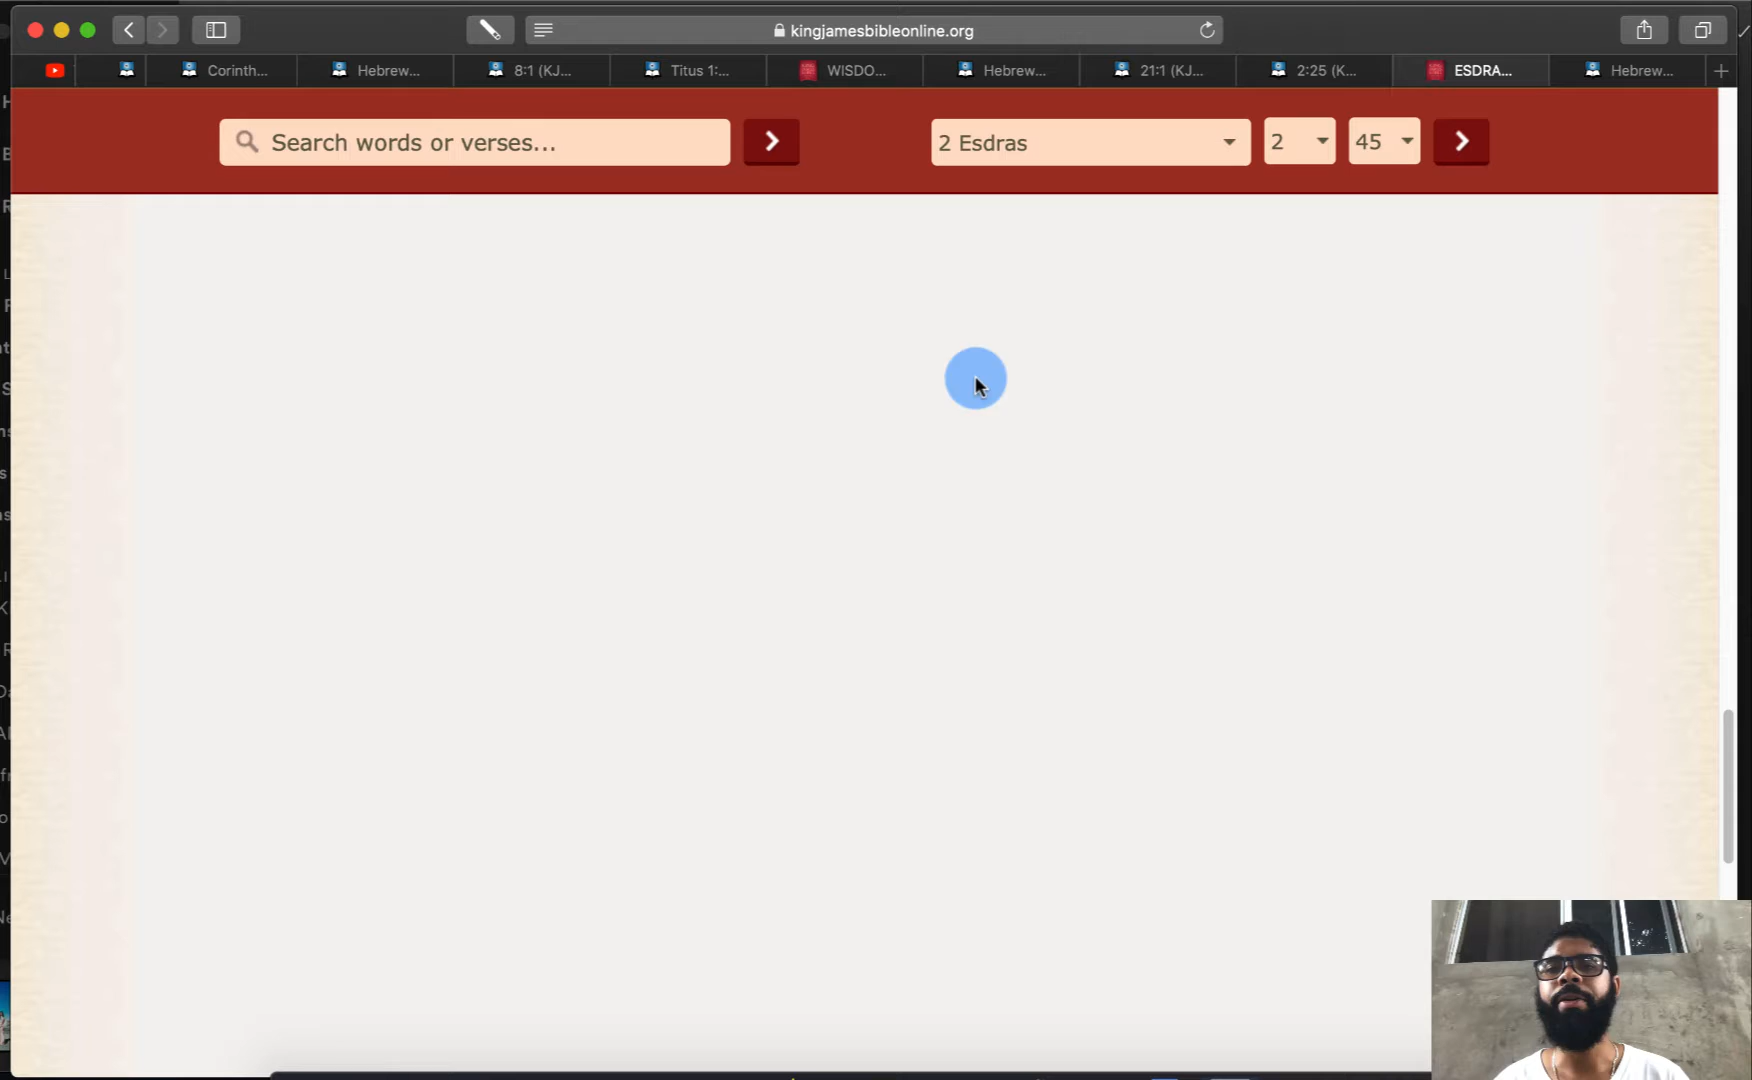 kingjamesbibleonline.org
Corinth...
Hebrew...
8:1 (KJ...
Titus 1:...
WISDO...
Hebrew...
21:1 (KJ...
2:25 (K...
ESDRA...
Hebrew...
Search words or verses...
2 Esdras
2
45